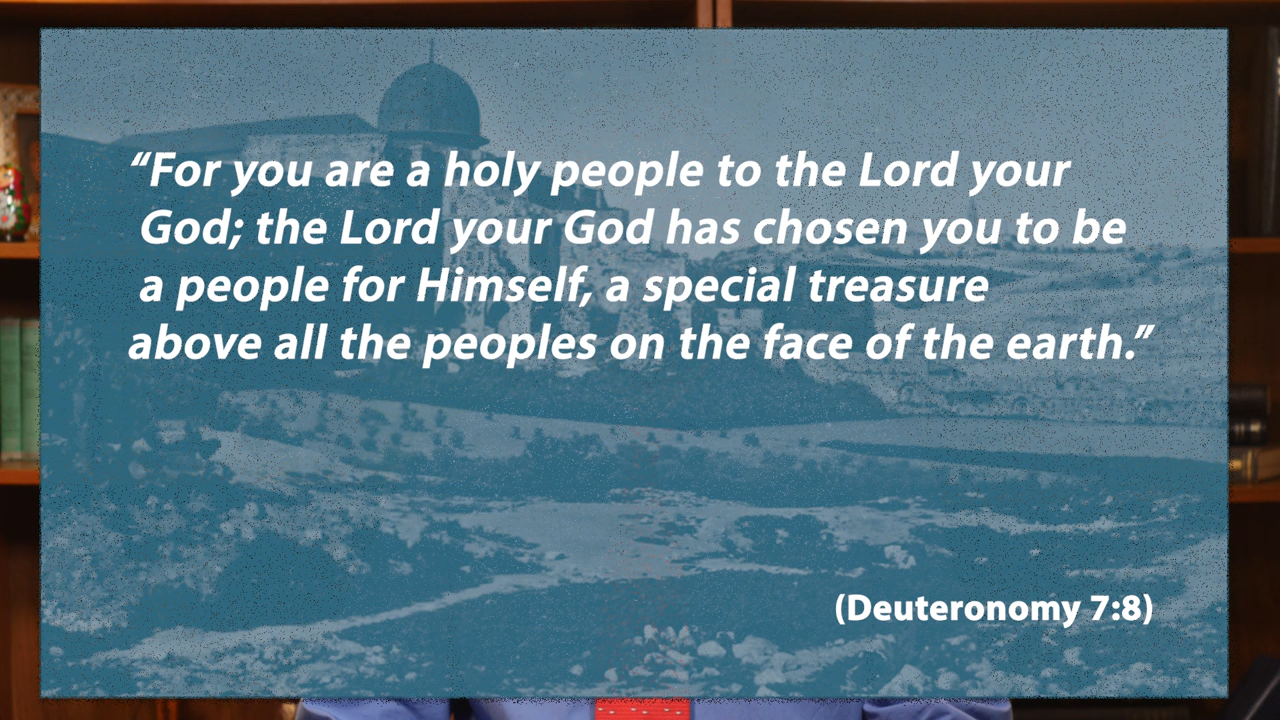 “For you are a holy people to the Lord your
God; the Lord your God has chosen you to be
a people for Himself, a special treasure
above all the peoples on the face of the earth.”
(Deuteronomy 7:8)